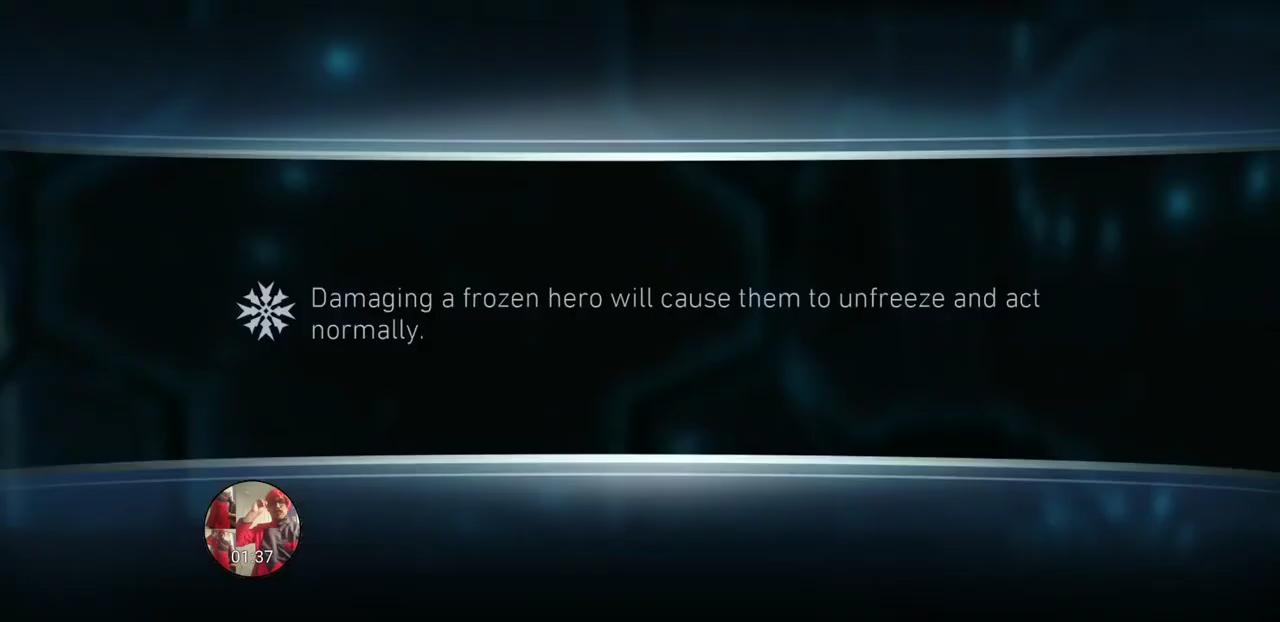 Damaging a frozen hero will cause them to unfreeze and act
normally.
01:37